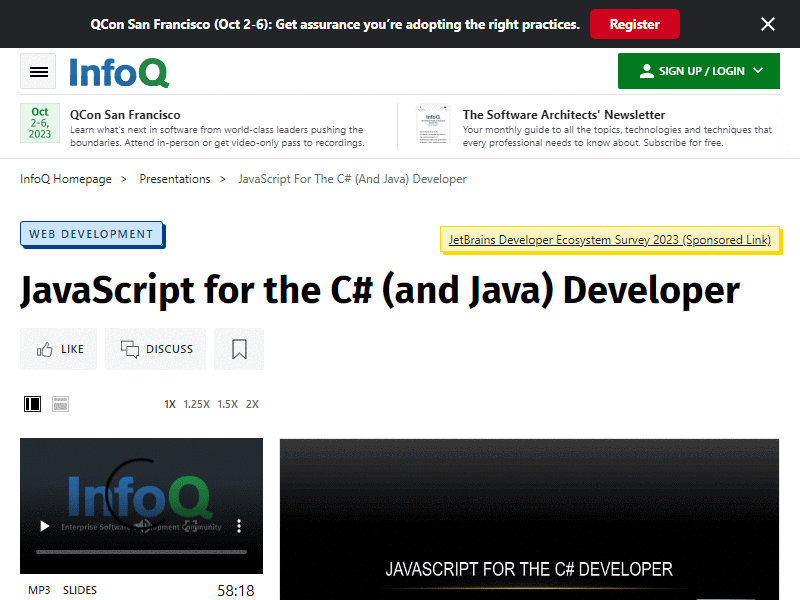 QCon San Francisco (Oct 2-6): Get assurance you're adopting the right practices.
Register
InfoQ
SIGN UP / LOGIN
Oct
2-6,
2023
QCon San Francisco
Learn what's next in software from world-class leaders pushing the
boundaries. Attend in-person or get video-only pass to recordings.
The Software Architects' Newsletter
Your monthly guide to all the topics, technologies and techniques that
every professional needs to know about. Subscribe for free.
InfoQ Homepage > Presentations > JavaScript For The C# (And Java) Developer
WEB DEVELOPMENT
JetBrains Developer Ecosystem Survey 2023 (Sponsored Link)
JavaScript for the C# (and Java) Developer
LIKE
DISCUSS
1X 1.25X 1.5X 2X
InfoQ
Enterprise Software Development Community
MP3 SLIDES 58:18
JAVASCRIPT FOR THE C# DEVELOPER